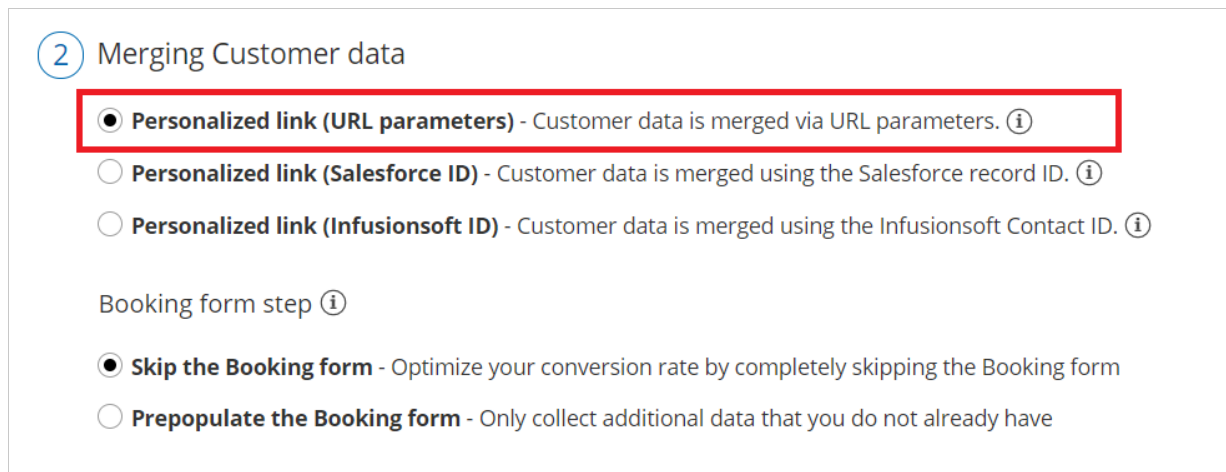 2 Merging Customer data
Personalized link (URL parameters) - Customer data is merged via URL parameters. i
Personalized link (Salesforce ID) - Customer data is merged using the Salesforce record ID. i
Personalized link (Infusionsoft ID) - Customer data is merged using the Infusionsoft Contact ID. i
Booking form step i
Skip the Booking form - Optimize your conversion rate by completely skipping the Booking form
Prepopulate the Booking form - Only collect additional data that you do not already have